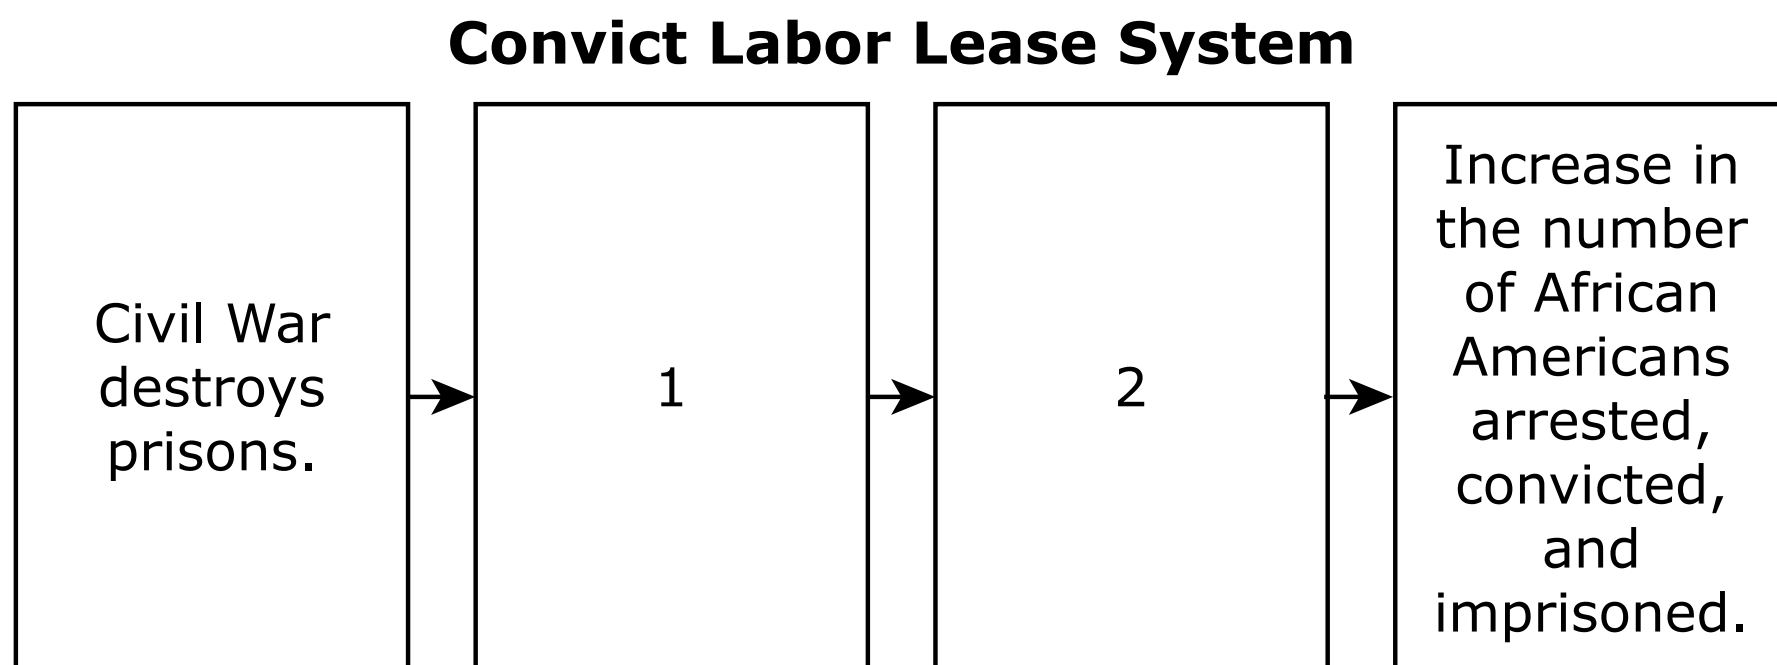 Convict Labor Lease System
Civil War
destroys
prisons.
1
2
Increase in
the number
of African
Americans
arrested,
convicted,
and
imprisoned.